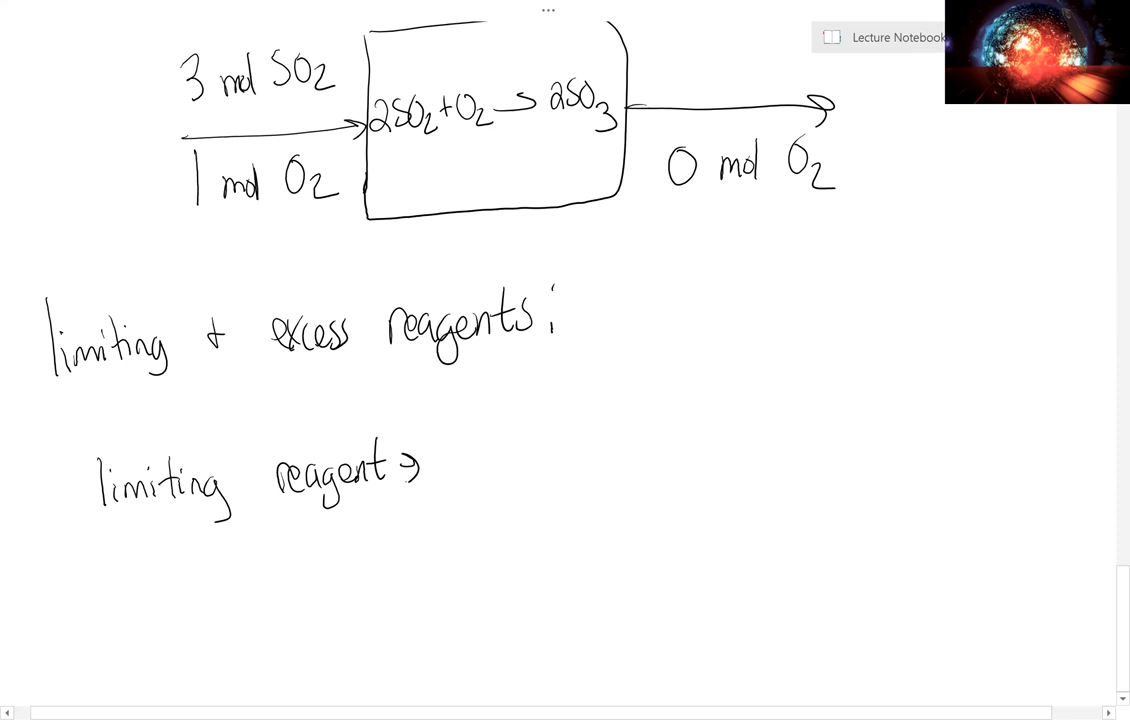 Lecture Notebook
3 mol SO2
2SO2+O2 → 2SO3
1 mol O2
0 mol O2
limiting + excess reagents:
limiting reagent →